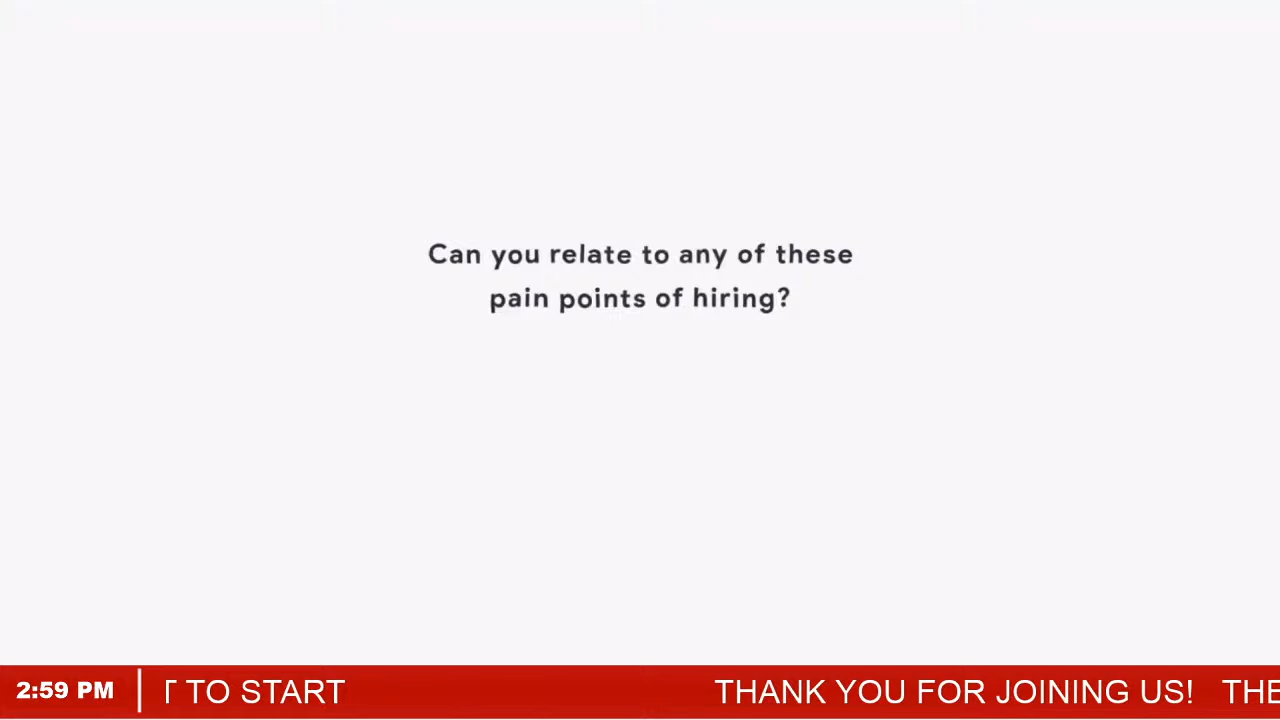 Can you relate to any of these
pain points of hiring?
2:59 PM TO START THANK YOU FOR JOINING US! THE